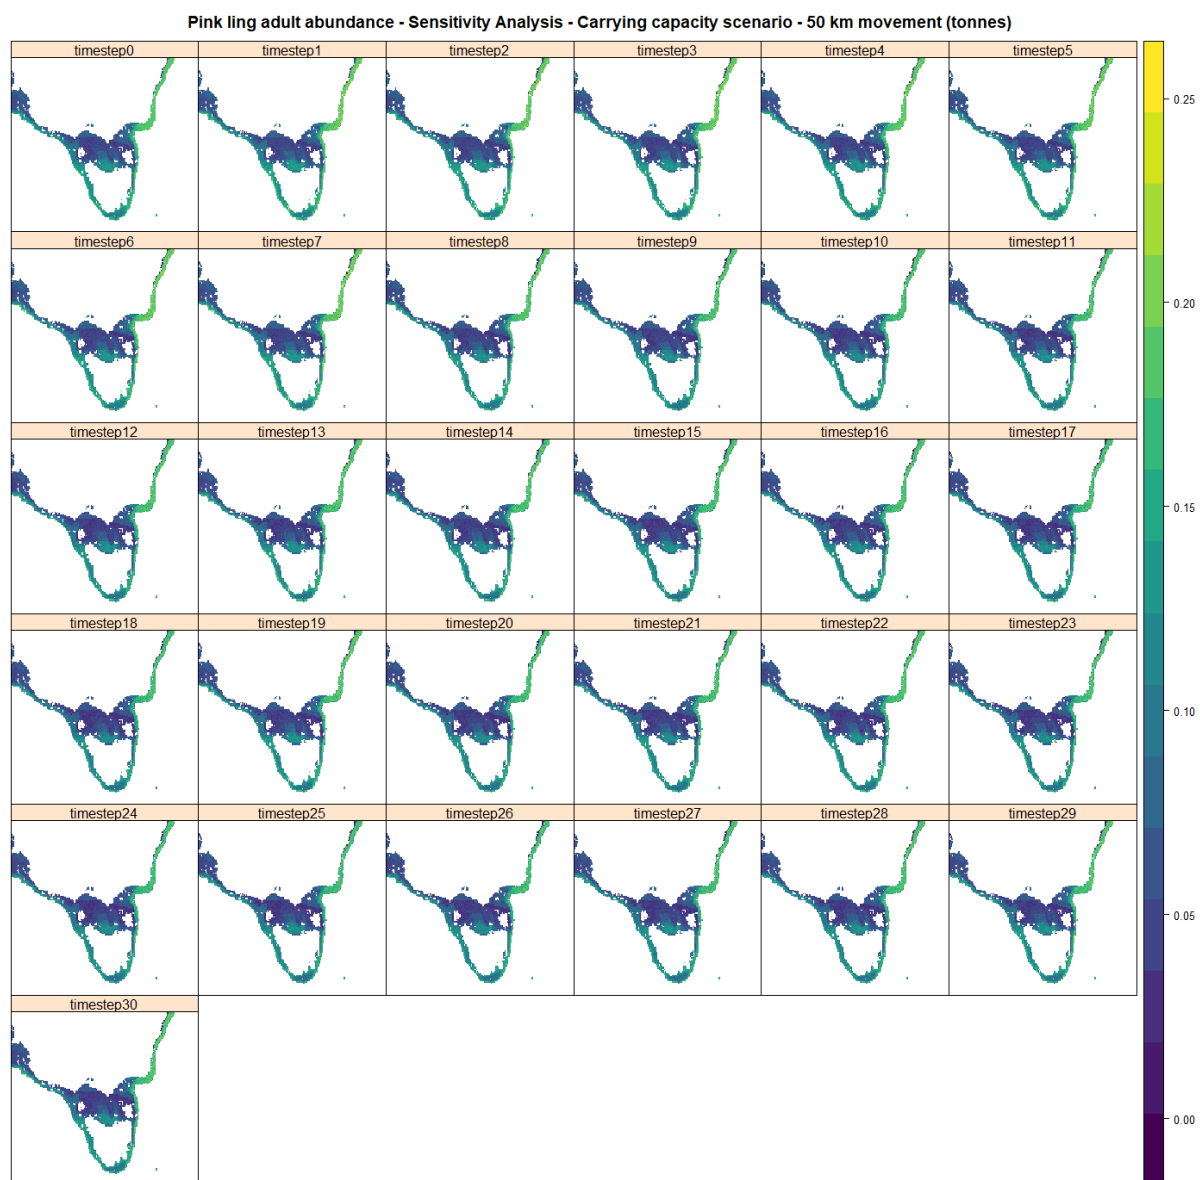 Pink ling adult abundance - Sensitivity Analysis - Carrying capacity scenario - 50 km movement (tonnes)
timestep0 timestep1 timestep2 timestep3 timestep4 timestep5
timestep6 timestep7 timestep8 timestep9 timestep10 timestep11
timestep12 timestep13 timestep14 timestep15 timestep16 timestep17
timestep18 timestep19 timestep20 timestep21 timestep22 timestep23
timestep24 timestep25 timestep26 timestep27 timestep28 timestep29
timestep30
0.25
0.20
0.15
0.10
0.05
0.00